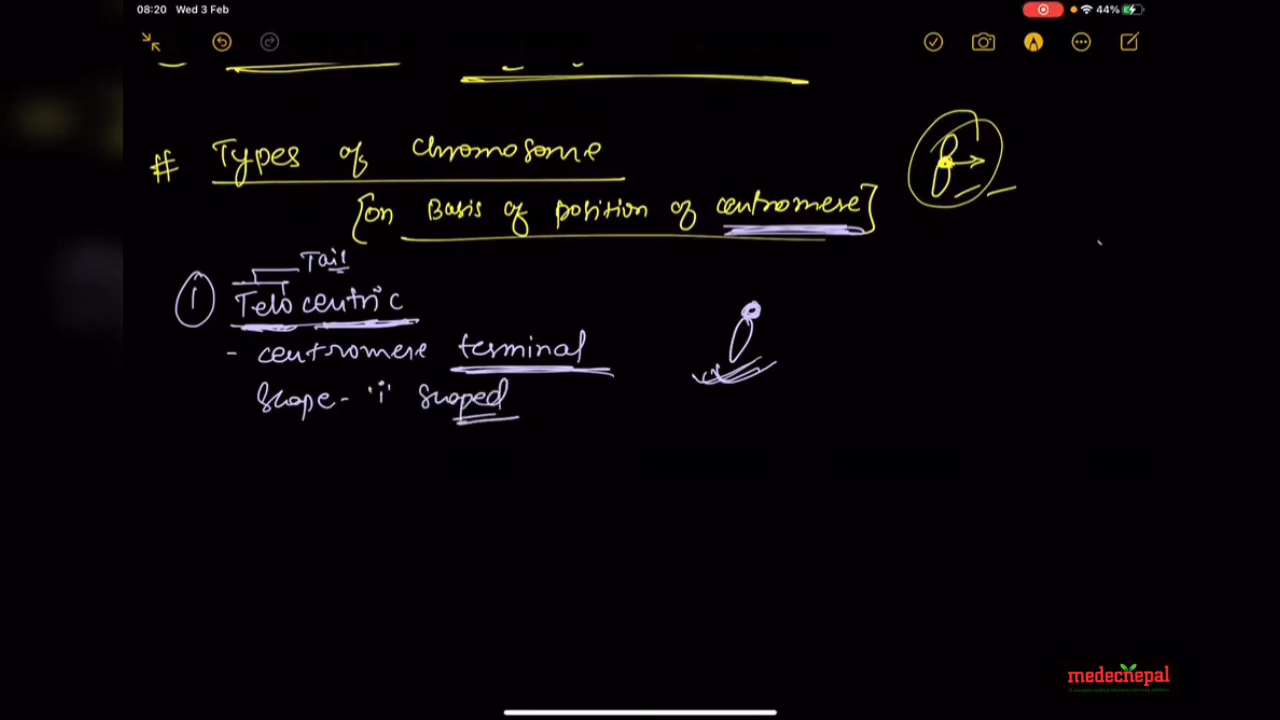 08:20 Wed 3 Feb
44%
# Types of chromosome
[on Basis of position of centromere]
Tail
① Telocentric
- centromere terminal
shape- 'i' shaped
medecnepal